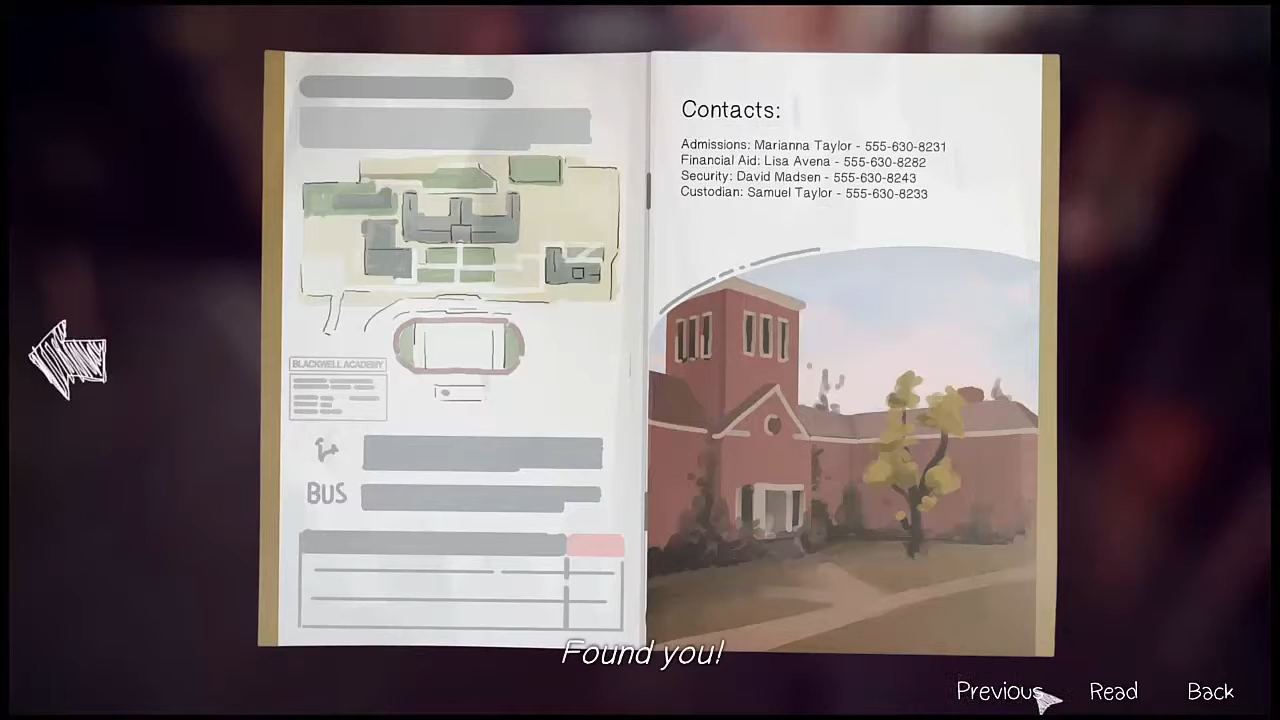 Contacts:
Admissions: Marianna Taylor - 555-630-8231
Financial Aid: Lisa Avena - 555-630-8282
Security: David Madsen - 555-630-8243
Custodian: Samuel Taylor - 555-630-8233
BLACKWELL ACADEMY
BUS
Found you!
Previous Read Back